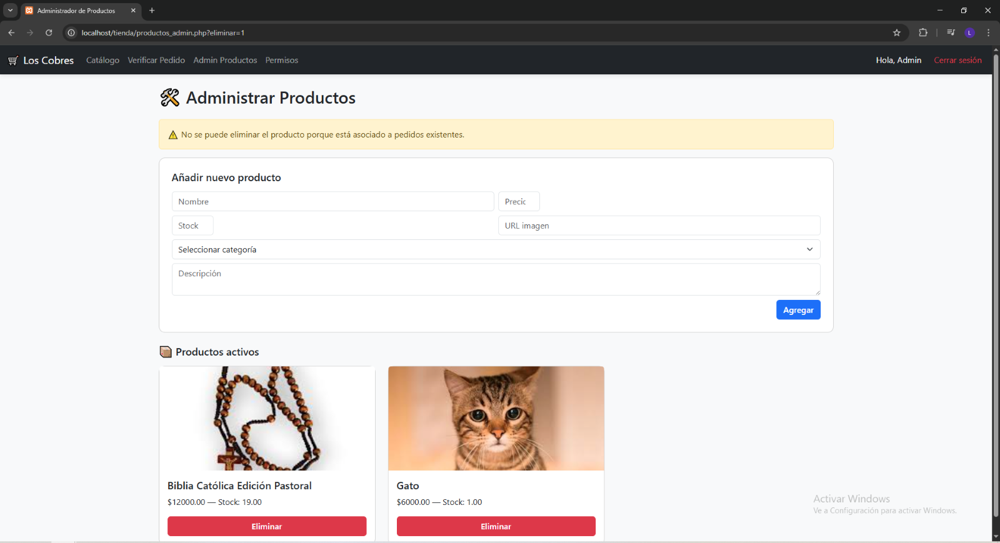 Administrador de Productos
localhost/tienda/productos_admin.php?eliminar=1
L
Los Cobres Catálogo Verificar Pedido Admin Productos Permisos Hola, Admin Cerrar sesión
Administrar Productos
No se puede eliminar el producto porque está asociado a pedidos existentes.
Añadir nuevo producto
Nombre Precio
Stock URL imagen
Seleccionar categoría
Descripción
Agregar
Productos activos
Biblia Católica Edición Pastoral
$12000.00 — Stock: 19.00
Eliminar
Gato
$6000.00 — Stock: 1.00
Eliminar
Activar Windows
Ve a Configuración para activar Windows.